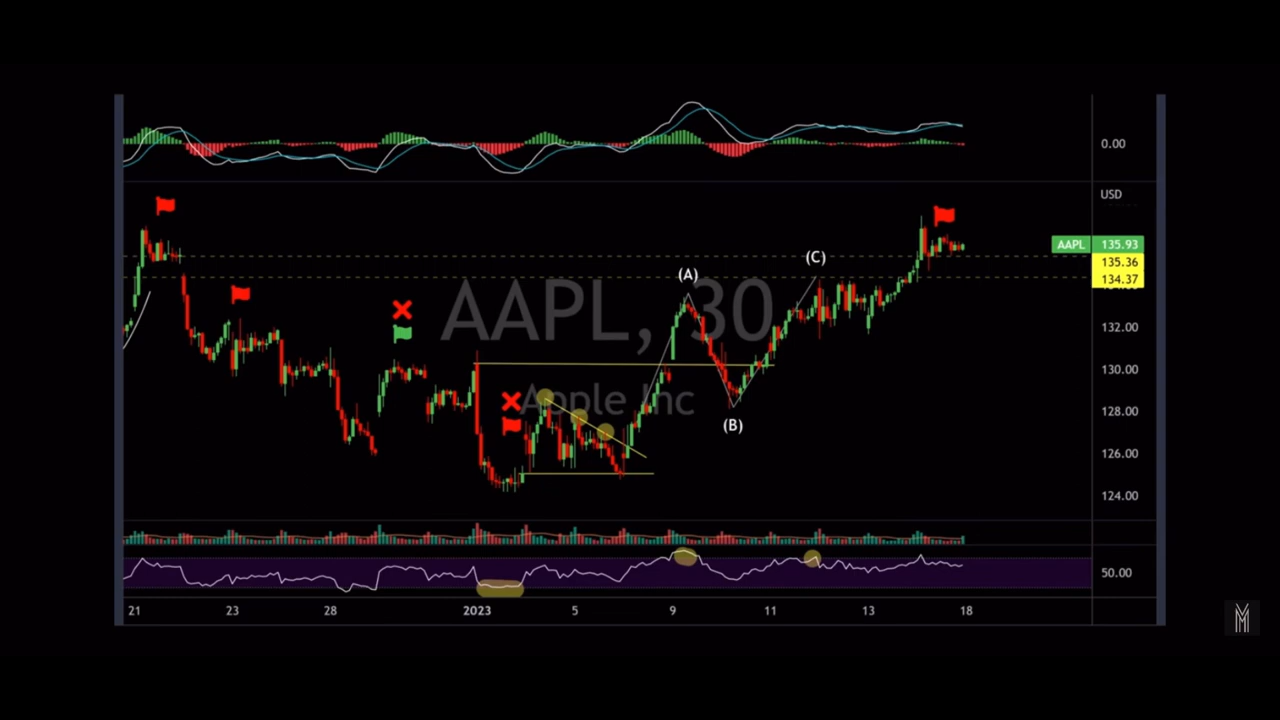 0.00
USD
AAPL 135.93
135.36
134.37
(A)
(C)
AAPL, 30
132.00
130.00
Apple Inc
128.00
(B)
126.00
124.00
50.00
21 23 28 2023 5 9 11 13 18